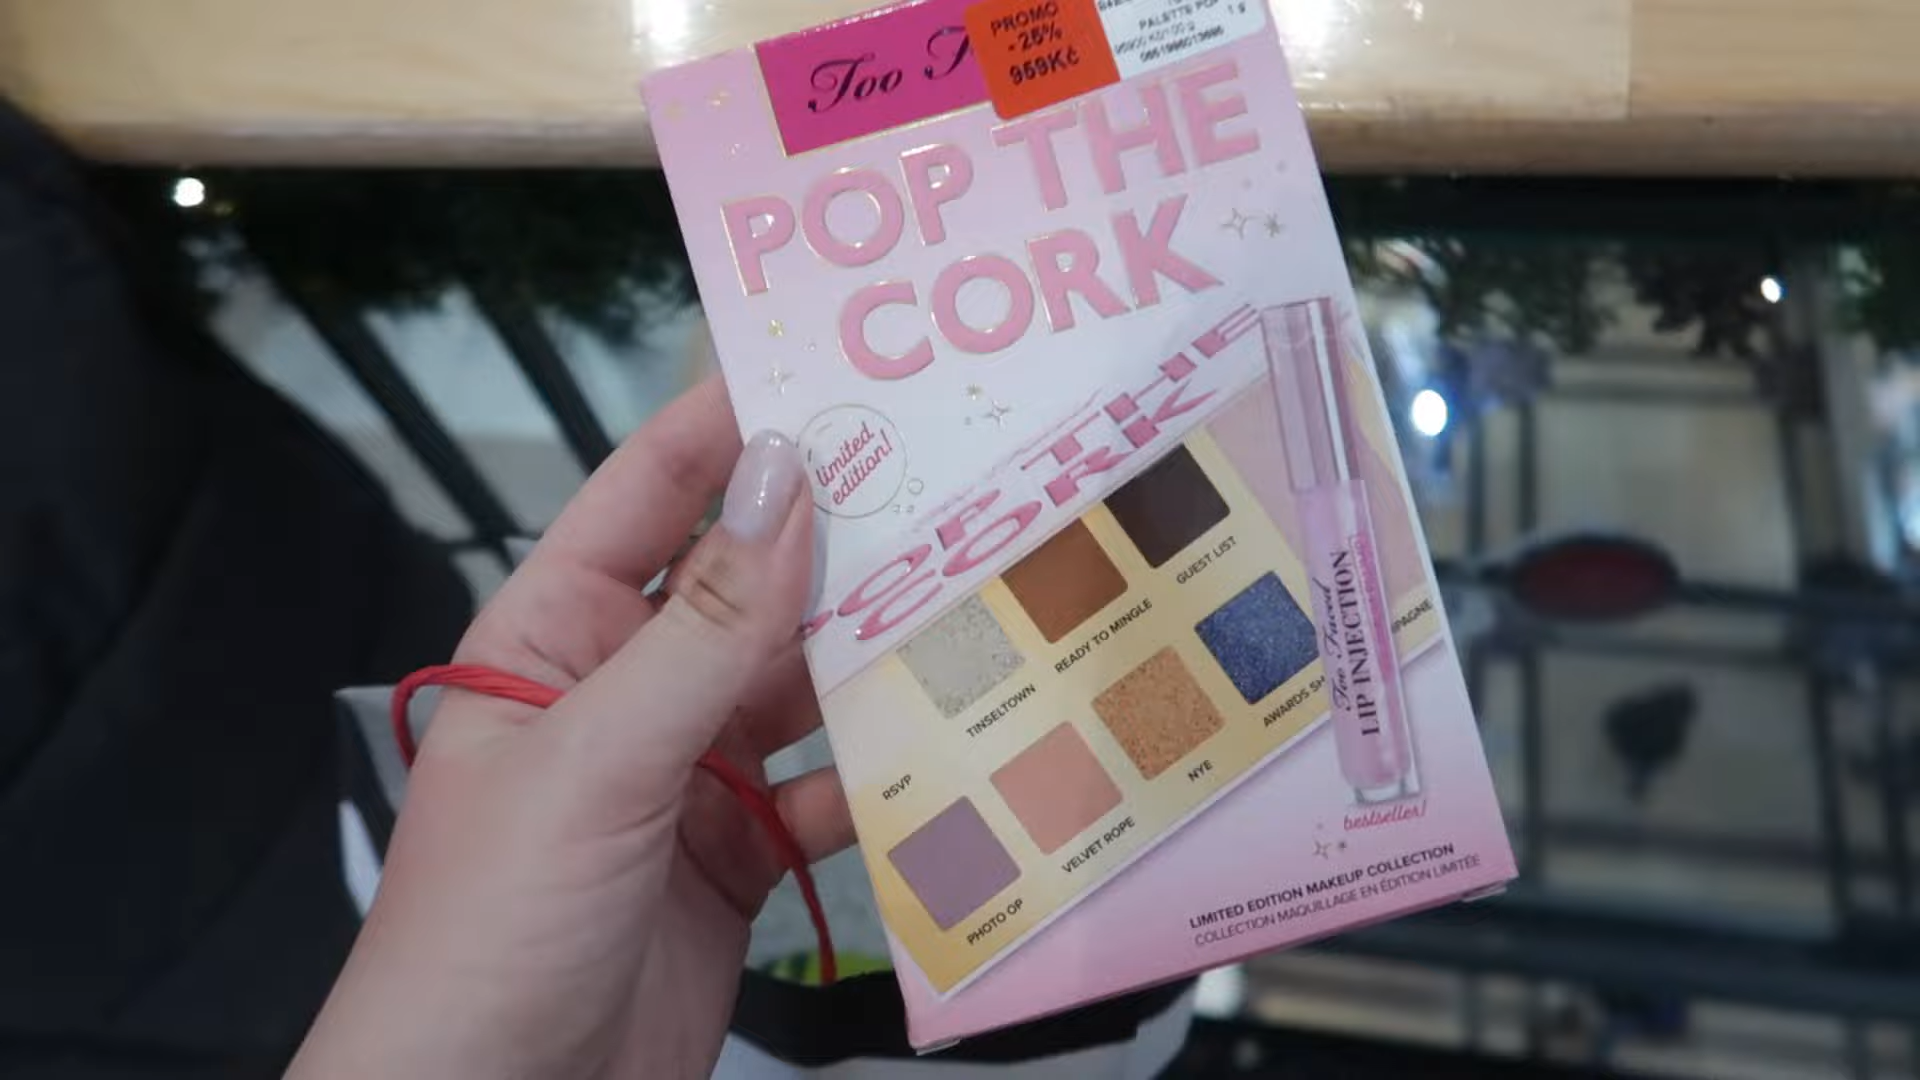 Too F
PROMO
-25%
959Kč
PALETTE POP
1 g
POP THE
CORK
limited
edition!
POP THE
CORK
GUEST LIST
READY TO MINGLE
TINSELTOWN
RSVP
AWARDS SH
NYE
VELVET ROPE
PHOTO OP
Too Faced
LIP INJECTION
PAGNE
bestseller!
LIMITED EDITION MAKEUP COLLECTION
COLLECTION MAQUILLAGE EN ÉDITION LIMITÉE